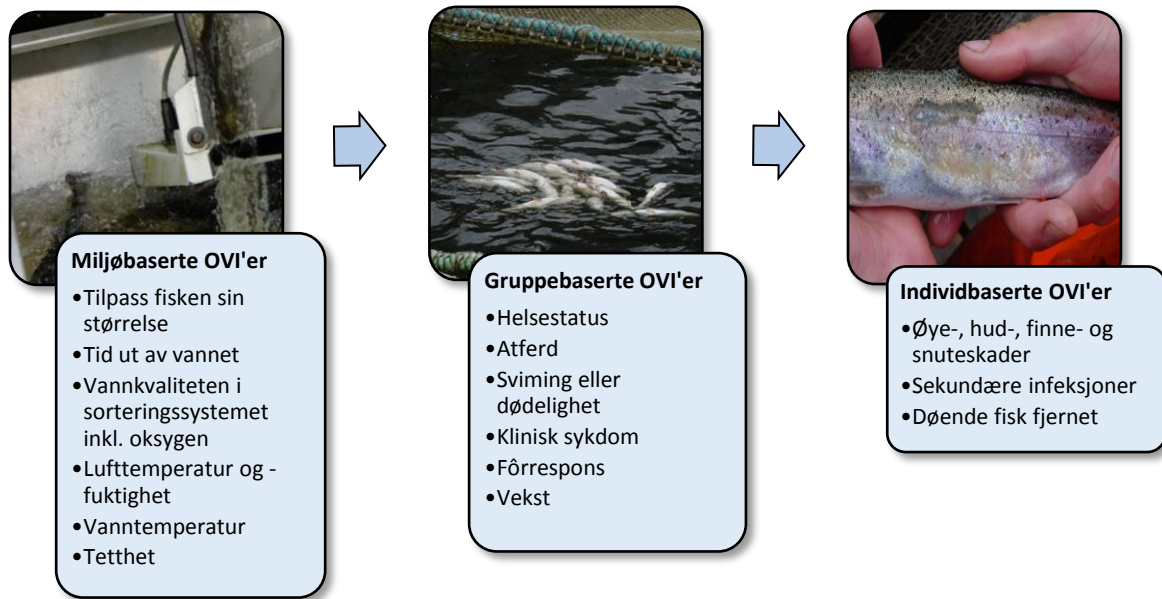 Miljøbaserte OVI'er
•Tilpass fisken sin
størrelse
•Tid ut av vannet
•Vannkvaliteten i
sorteringssystemet
inkl. oksygen
•Lufttemperatur og -
fuktighet
•Vanntemperatur
•Tetthet
Gruppebaserte OVI'er
•Helsestatus
•Atferd
•Sviming eller
dødelighet
•Klinisk sykdom
•Fôrrespons
•Vekst
Individbaserte OVI'er
•Øye-, hud-, finne- og
snuteskader
•Sekundære infeksjoner
•Døende fisk fjernet